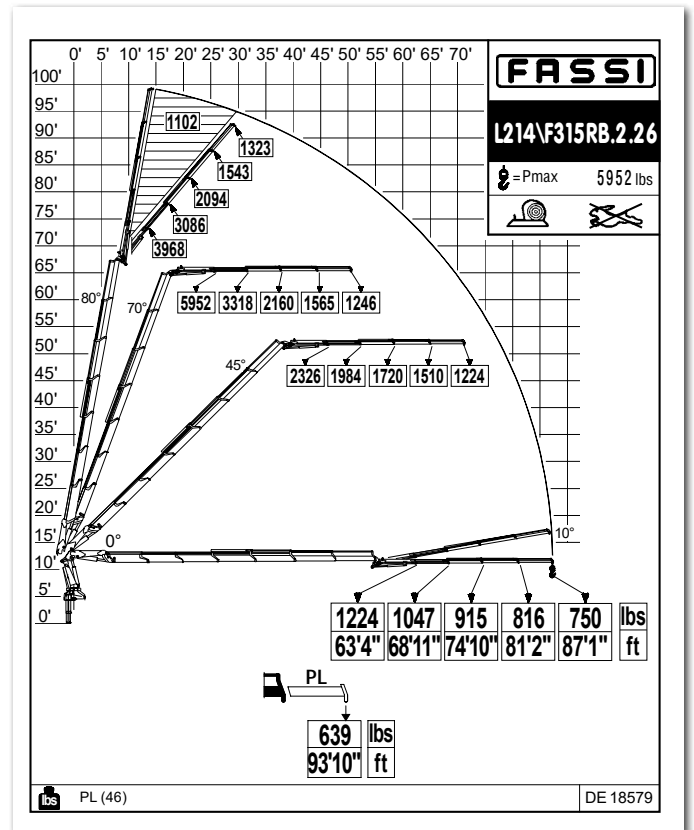 0' 5' 10' 15' 20' 25' 30' 35' 40' 45' 50' 55' 60' 65' 70'
FASSI
100'
95'
90'
85'
80'
75'
70'
65'
60'
55'
50'
45'
40'
35'
30'
25'
20'
15'
10'
5'
0'
L214\F315RB.2.26
=Pmax 5952 lbs
1102
1323
1543
2094
3086
3968
80°
70°
5952 3318 2160 1565 1246
45°
2326 1984 1720 1510 1224
0°
10°
1224 1047 915 816 750 lbs
63'4" 68'11" 74'10" 81'2" 87'1" ft
PL
639 lbs
93'10" ft
lbs PL (46) DE 18579